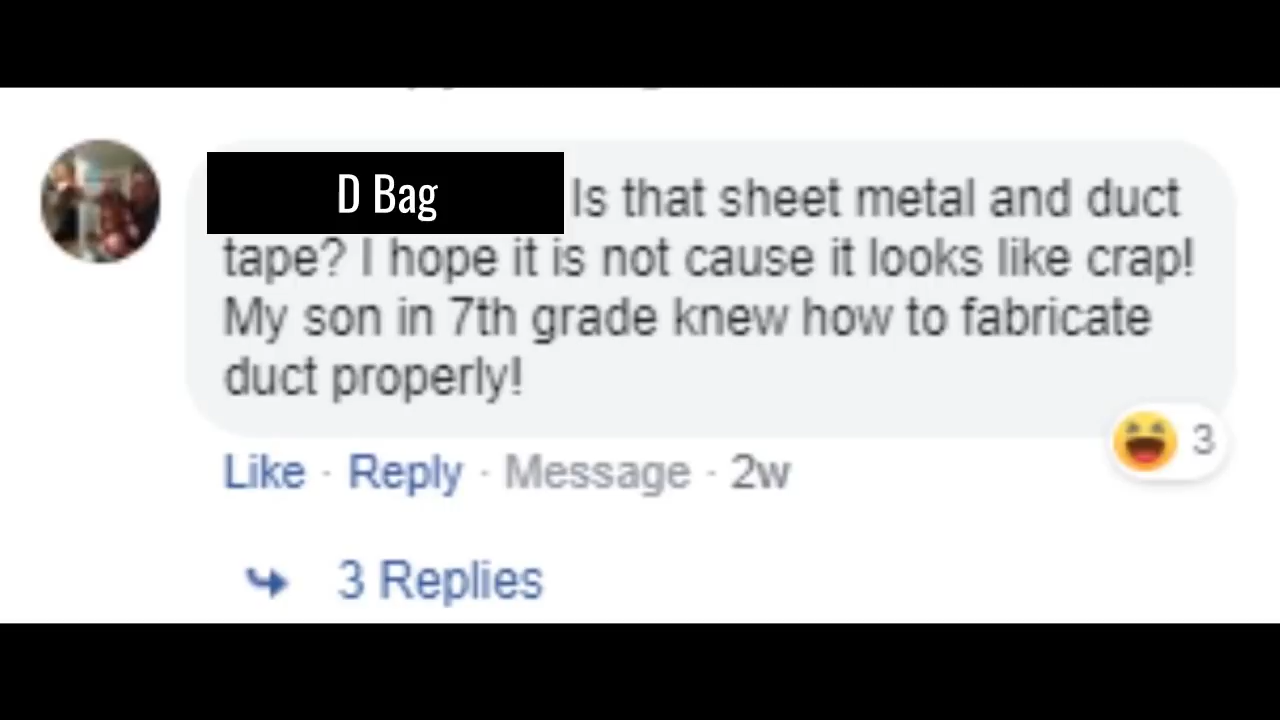 D Bag Is that sheet metal and duct
tape? I hope it is not cause it looks like crap!
My son in 7th grade knew how to fabricate
duct properly!
3
Like · Reply · Message · 2w
3 Replies